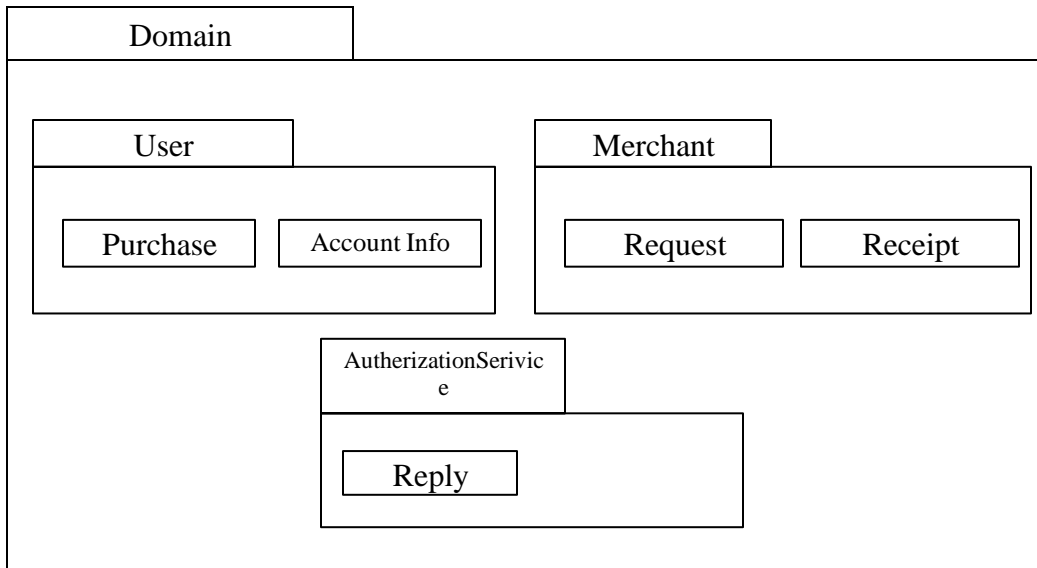 Domain
User
Merchant
Purchase
Account Info
Request
Receipt
AutherizationSerivic
e
Reply